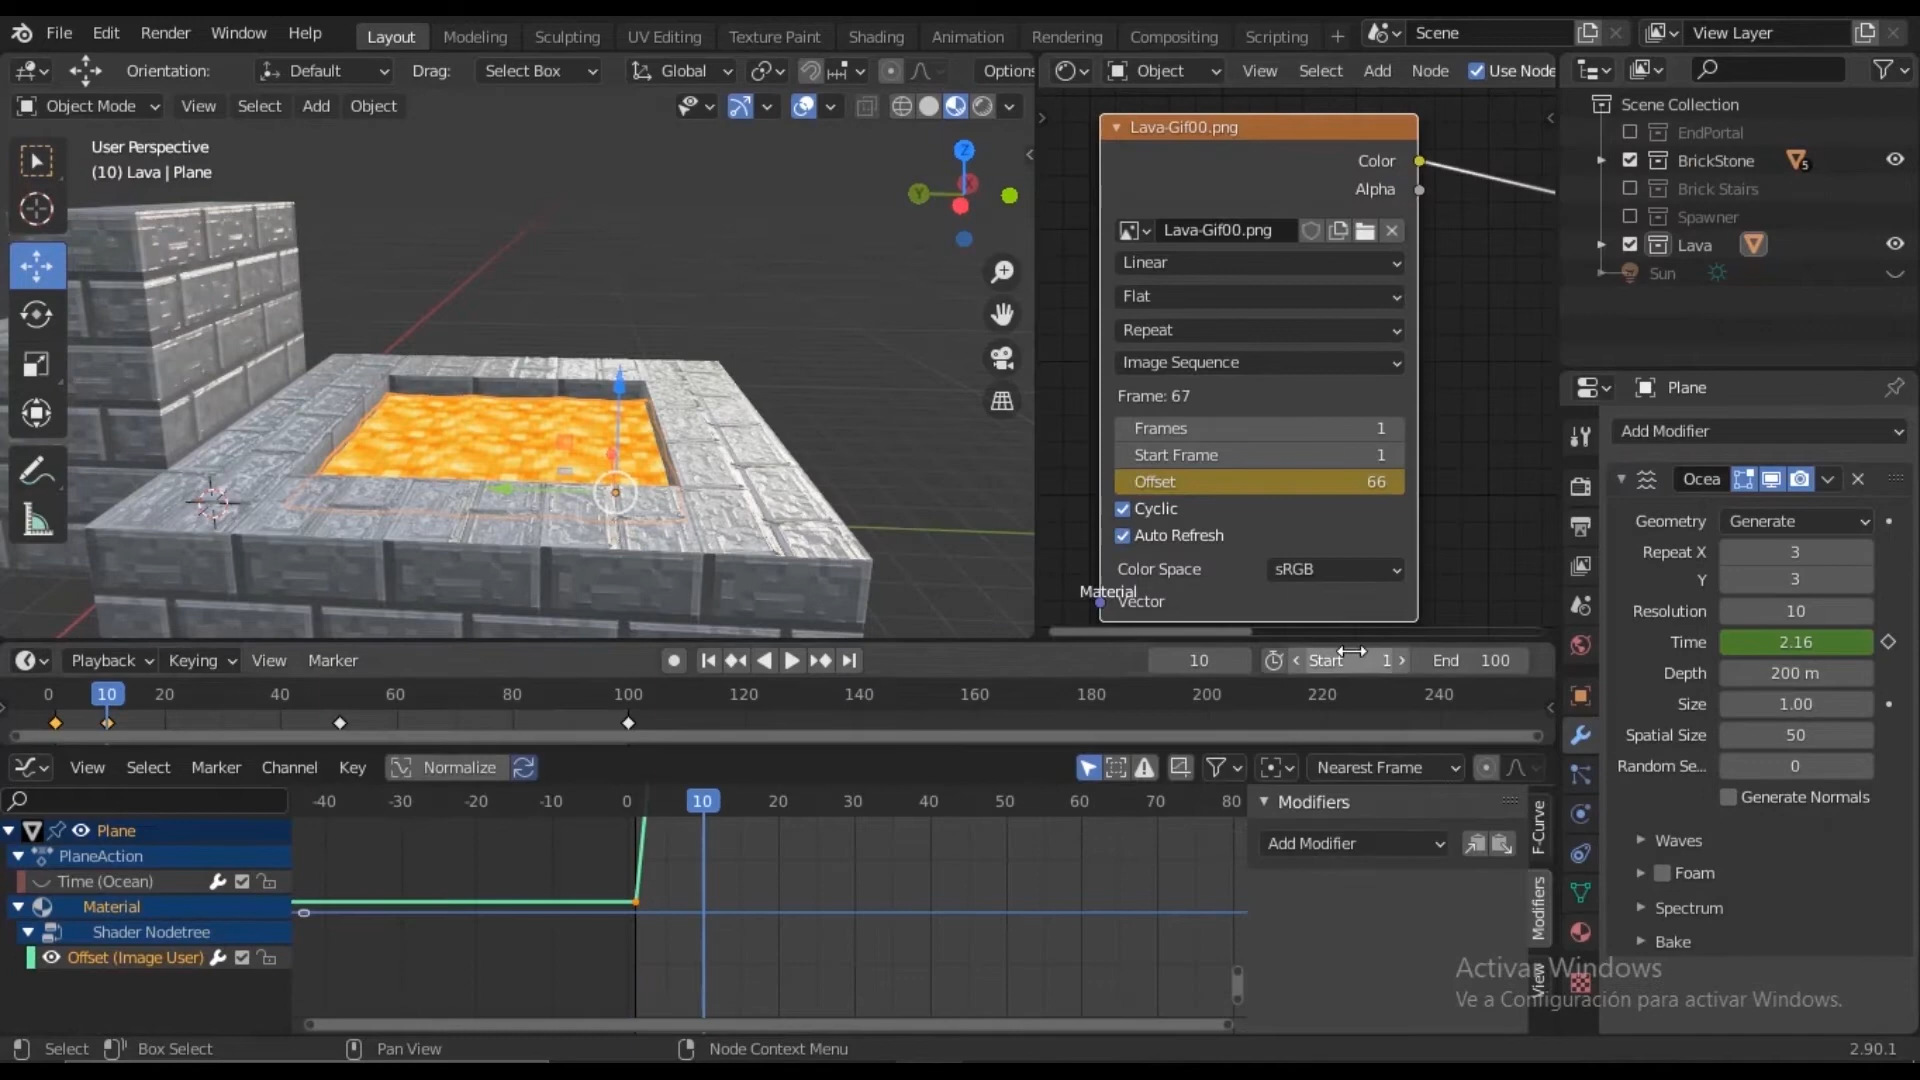 File Edit Render Window Help Layout Modeling Sculpting UV Editing Texture Paint Shading Animation Rendering Compositing Scripting + Scene View Layer
Orientation: Default Drag: Select Box Global Options
Object View Select Add Node Use Node
Object Mode View Select Add Object
User Perspective
(10) Lava | Plane
Z
X
Y
Lava-Gif00.png
Color
Alpha
Lava-Gif00.png
Linear
Flat
Repeat
Image Sequence
Frame: 67
Frames 1
Start Frame 1
Offset 66
Cyclic
Auto Refresh
Color Space sRGB
Material
Vector
Scene Collection
EndPortal
BrickStone 5
Brick Stairs
Spawner
Lava
Sun
Plane
Add Modifier
Ocea
Geometry Generate
Repeat X 3
Y 3
Resolution 10
Time 2.16
Depth 200 m
Size 1.00
Spatial Size 50
Random Se... 0
Generate Normals
Waves
Foam
Spectrum
Bake
Playback Keying View Marker 10 Start 1 End 100
0 10 20 40 60 80 100 120 140 160 180 200 220 240
View Select Marker Channel Key Normalize Nearest Frame
-40 -30 -20 -10 0 10 20 30 40 50 60 70 80
Plane
PlaneAction
Time (Ocean)
Material
Shader Nodetree
Offset (Image User)
Modifiers
Add Modifier
F-Curve
Modifiers
View
Activar Windows
Ve a Configuración para activar Windows.
Select Box Select Pan View Node Context Menu 2.90.1